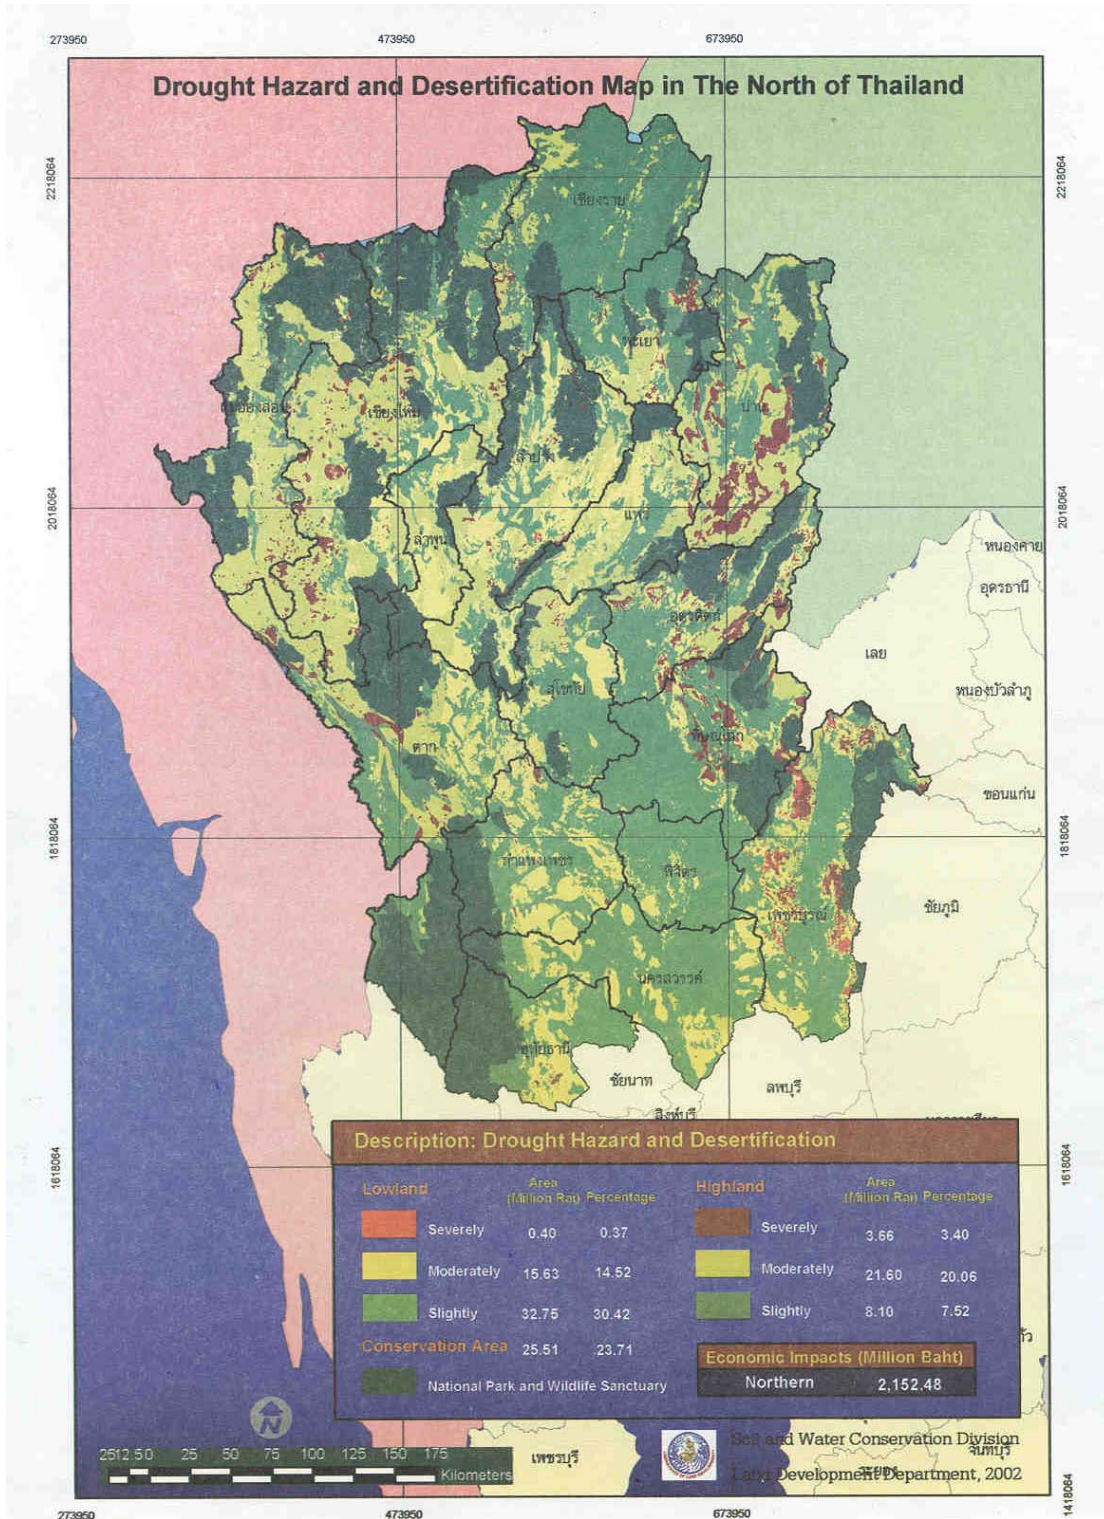 273950 473950 673950
Drought Hazard and Desertification Map in The North of Thailand
2218064 2218064
เชียงราย
พะเยา
แม่ฮ่องสอน เชียงใหม่ น่าน
ลำปาง
2018064 2018064
แพร่
ลำพูน
หนองคาย
อุดรธานี
อุตรดิตถ์
เลย
สุโขทัย หนองบัวลำภู
พิษณุโลก
ตาก
ขอนแก่น
1818064 1818064
กำแพงเพชร พิจิตร
เพชรบูรณ์ ชัยภูมิ
นครสวรรค์
อุทัยธานี
ชัยนาท ลพบุรี
สิงห์บุรี
1618064 1618064
Description: Drought Hazard and Desertification
Lowland Area (Million Rai) Percentage
Severely 0.40 0.37
Moderately 15.63 14.52
Slightly 32.75 30.42
Conservation Area 25.51 23.71
National Park and Wildlife Sanctuary
Highland Area (Million Rai) Percentage
Severely 3.66 3.40
Moderately 21.60 20.06
Slightly 8.10 7.52
Economic Impacts (Million Baht)
Northern 2,152.48
N
2512.50 25 50 75 100 125 150 175
Kilometers
เพชรบุรี
Soil and Water Conservation Division
จันทบุรี
Land Development Department, 2002
ระยอง
1418064
273950 473950 673950